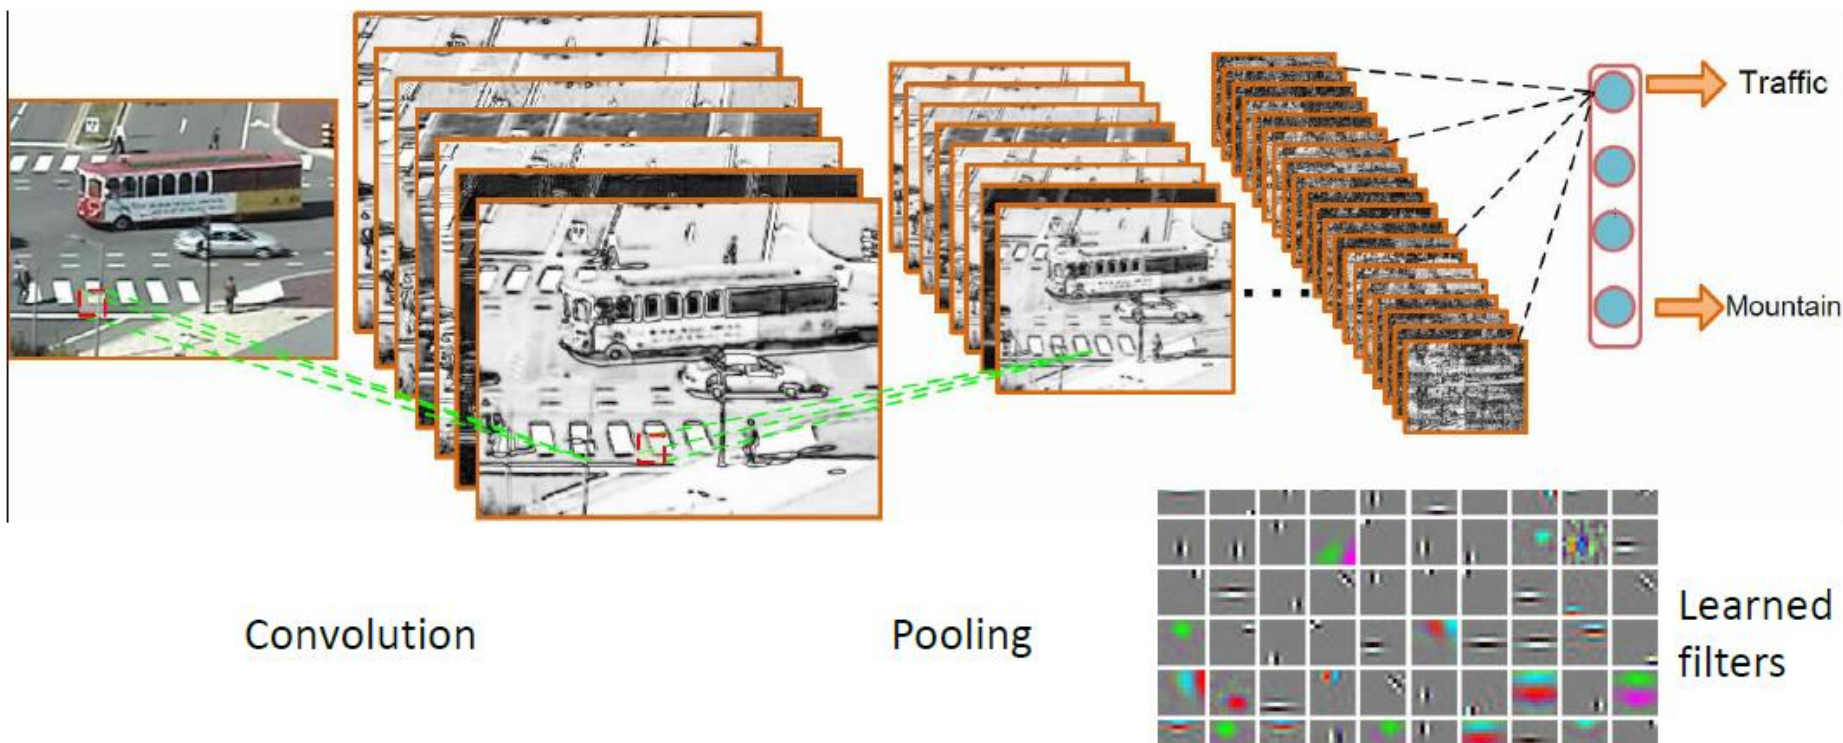 Traffic
Mountain
Convolution
Pooling
Learned
filters